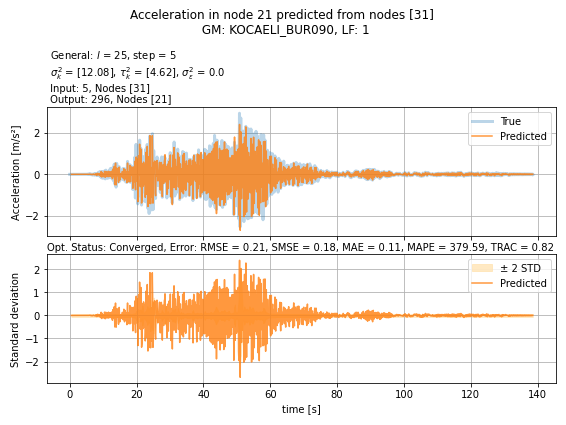 Acceleration in node 21 predicted from nodes [31]
GM: KOCAELI_BUR090, LF: 1
General: l = 25, step = 5
σ²ₖ = [12.08], τ²ₖ = [4.62], σ²ε = 0.0
Input: 5, Nodes [31]
Output: 296, Nodes [21]
Acceleration [m/s²]
2
0
−2
True
Predicted
Opt. Status: Converged, Error: RMSE = 0.21, SMSE = 0.18, MAE = 0.11, MAPE = 379.59, TRAC = 0.82
Standard deviation
2
1
0
−1
−2
± 2 STD
Predicted
0 20 40 60 80 100 120 140
time [s]